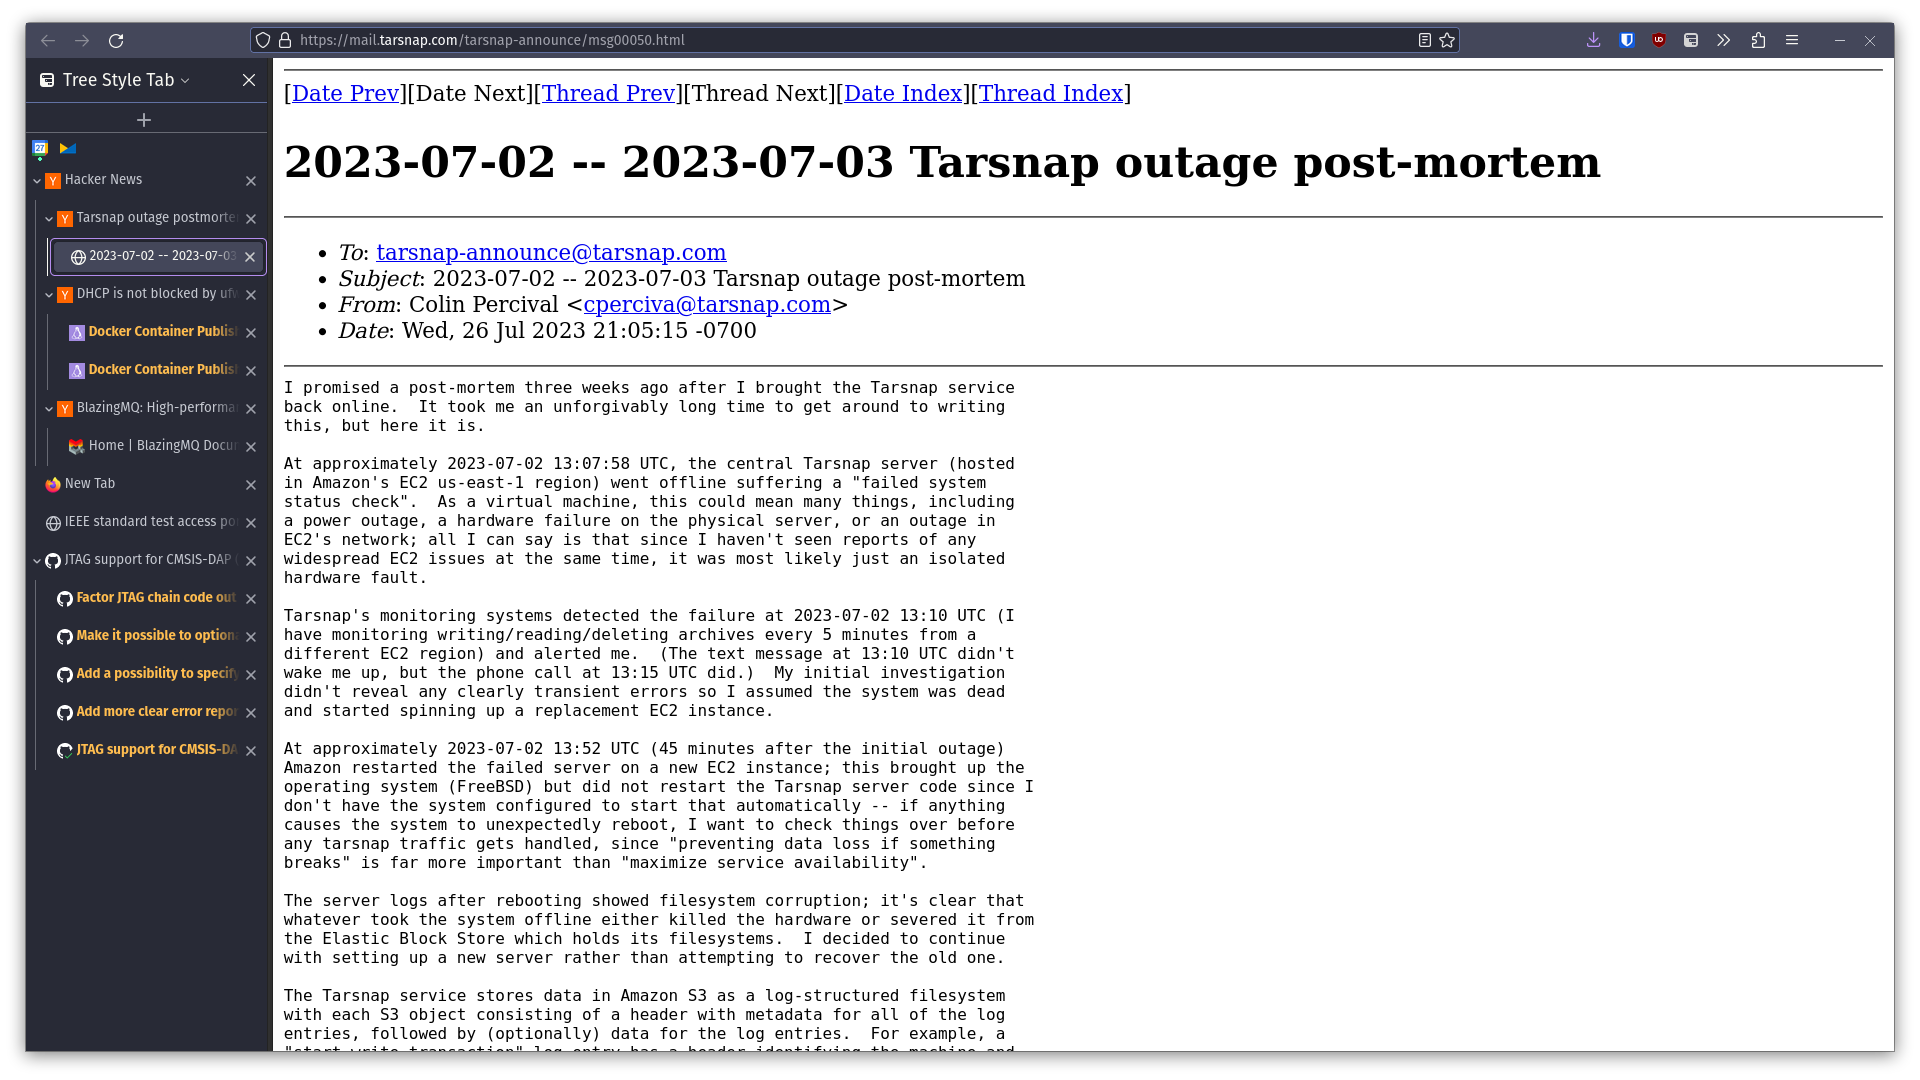 https://mail.tarsnap.com/tarsnap-announce/msg00050.html
Tree Style Tab
27
Hacker News
Tarsnap outage postmorte
2023-07-02 -- 2023-07-03
DHCP is not blocked by ufw
Docker Container Publis
Docker Container Publis
BlazingMQ: High-performa
Home | BlazingMQ Docu
New Tab
IEEE standard test access po
JTAG support for CMSIS-DAP
Factor JTAG chain code out
Make it possible to option
Add a possibility to specify
Add more clear error repo
JTAG support for CMSIS-DA
[Date Prev][Date Next][Thread Prev][Thread Next][Date Index][Thread Index]
2023-07-02 -- 2023-07-03 Tarsnap outage post-mortem
• To: tarsnap-announce@tarsnap.com
• Subject: 2023-07-02 -- 2023-07-03 Tarsnap outage post-mortem
• From: Colin Percival <cperciva@tarsnap.com>
• Date: Wed, 26 Jul 2023 21:05:15 -0700
I promised a post-mortem three weeks ago after I brought the Tarsnap service
back online.  It took me an unforgivably long time to get around to writing
this, but here it is.
At approximately 2023-07-02 13:07:58 UTC, the central Tarsnap server (hosted
in Amazon's EC2 us-east-1 region) went offline suffering a "failed system
status check".  As a virtual machine, this could mean many things, including
a power outage, a hardware failure on the physical server, or an outage in
EC2's network; all I can say is that since I haven't seen reports of any
widespread EC2 issues at the same time, it was most likely just an isolated
hardware fault.
Tarsnap's monitoring systems detected the failure at 2023-07-02 13:10 UTC (I
have monitoring writing/reading/deleting archives every 5 minutes from a
different EC2 region) and alerted me.  (The text message at 13:10 UTC didn't
wake me up, but the phone call at 13:15 UTC did.)  My initial investigation
didn't reveal any clearly transient errors so I assumed the system was dead
and started spinning up a replacement EC2 instance.
At approximately 2023-07-02 13:52 UTC (45 minutes after the initial outage)
Amazon restarted the failed server on a new EC2 instance; this brought up the
operating system (FreeBSD) but did not restart the Tarsnap server code since I
don't have the system configured to start that automatically -- if anything
causes the system to unexpectedly reboot, I want to check things over before
any tarsnap traffic gets handled, since "preventing data loss if something
breaks" is far more important than "maximize service availability".
The server logs after rebooting showed filesystem corruption; it's clear that
whatever took the system offline either killed the hardware or severed it from
the Elastic Block Store which holds its filesystems.  I decided to continue
with setting up a new server rather than attempting to recover the old one.
The Tarsnap service stores data in Amazon S3 as a log-structured filesystem
with each S3 object consisting of a header with metadata for all of the log
entries, followed by (optionally) data for the log entries.  For example, a
"start write transaction" log entry has a header identifying the machine and